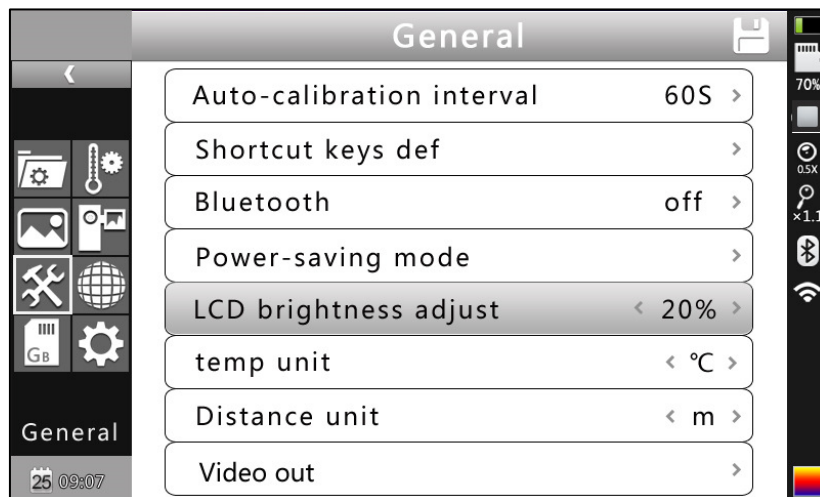 General
Auto-calibration interval 60S >
Shortcut keys def >
Bluetooth off >
Power-saving mode >
LCD brightness adjust < 20% >
temp unit < °C >
Distance unit < m >
Video out >
GB
General
25 09:07
70%
0.5X
×1.1